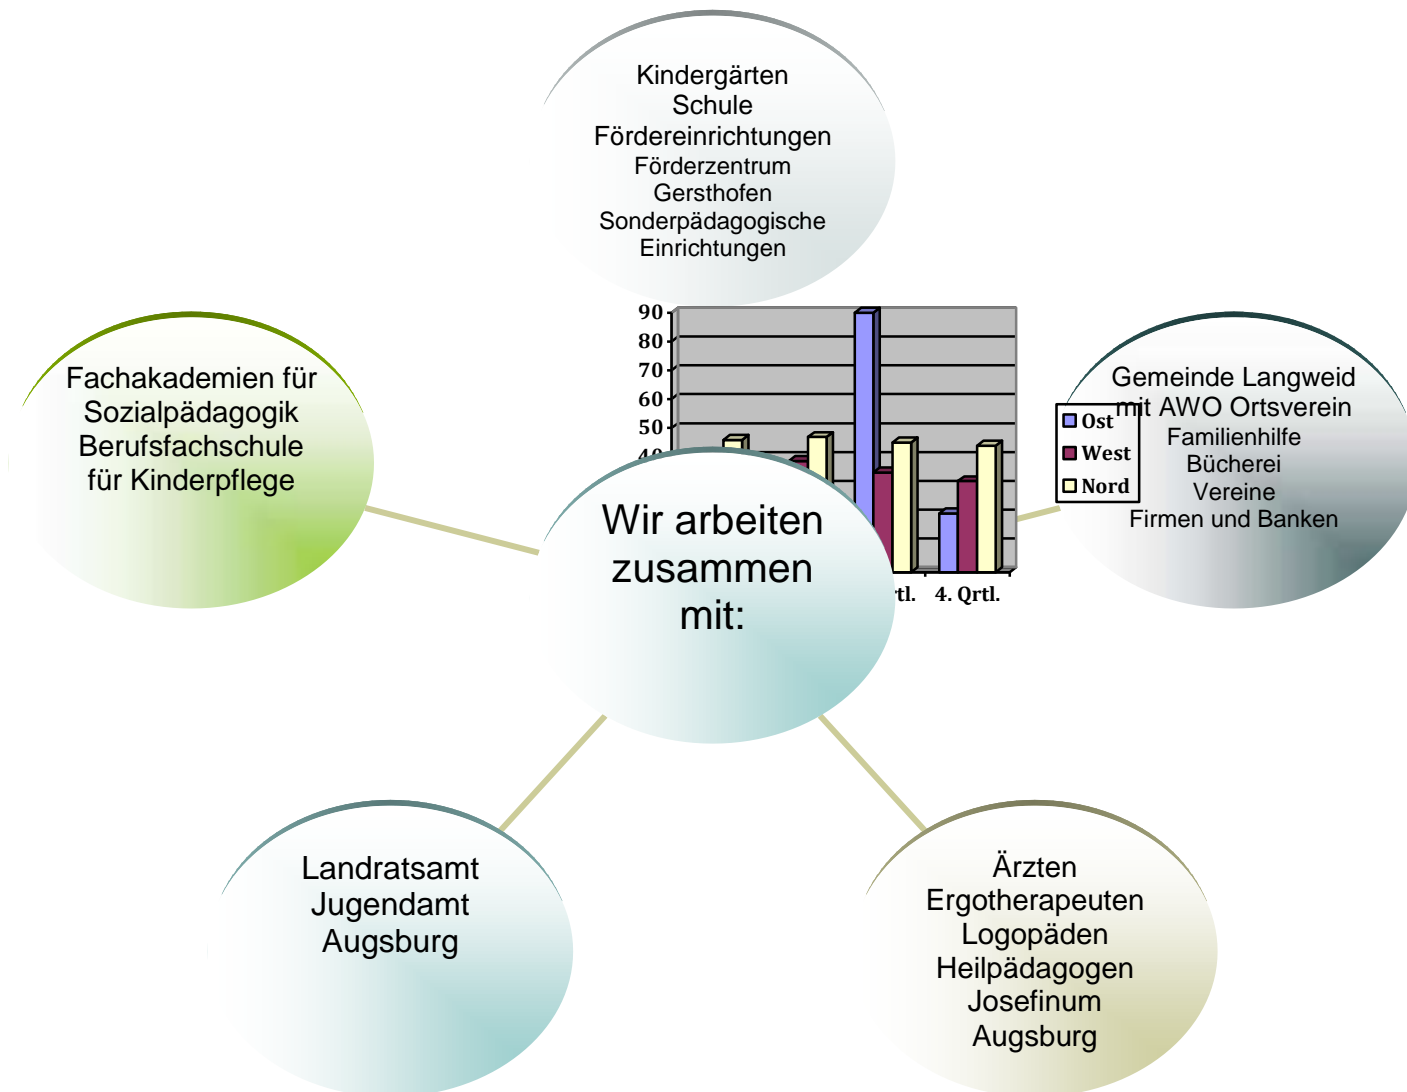 Kindergärten
Schule
Fördereinrichtungen
Förderzentrum
Gersthofen
Sonderpädagogische
Einrichtungen
Fachakademien für
Sozialpädagogik
Berufsfachschule
für Kinderpflege
90
80
70
60
50
40
4. Qrtl.
Ost
West
Nord
Gemeinde Langweid
mit AWO Ortsverein
Familienhilfe
Bücherei
Vereine
Firmen und Banken
Wir arbeiten
zusammen
mit:
Landratsamt
Jugendamt
Augsburg
Ärzten
Ergotherapeuten
Logopäden
Heilpädagogen
Josefinum
Augsburg